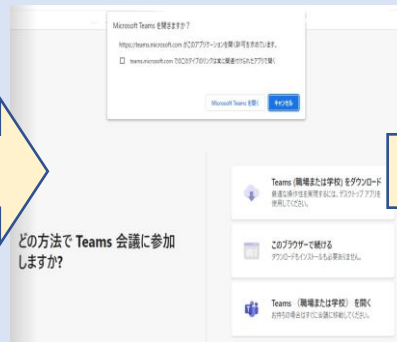 Microsoft Teams を開きますか？
https://teams.microsoft.com がこのアプリケーションを開く許可を求めています。
teams.microsoft.com でのこのタイプのリンクは常に関連付けられたアプリで開く
Microsoft Teams を開く
キャンセル
どの方法で Teams 会議に参加
しますか?
Teams (職場または学校) をダウンロード
最適な操作性を実現するには、デスクトップ アプリを
使用してください。
このブラウザーで続ける
ダウンロードもインストールも必要ありません。
Teams （職場または学校） を開く
お持ちの場合はすぐに会議に移動してください。